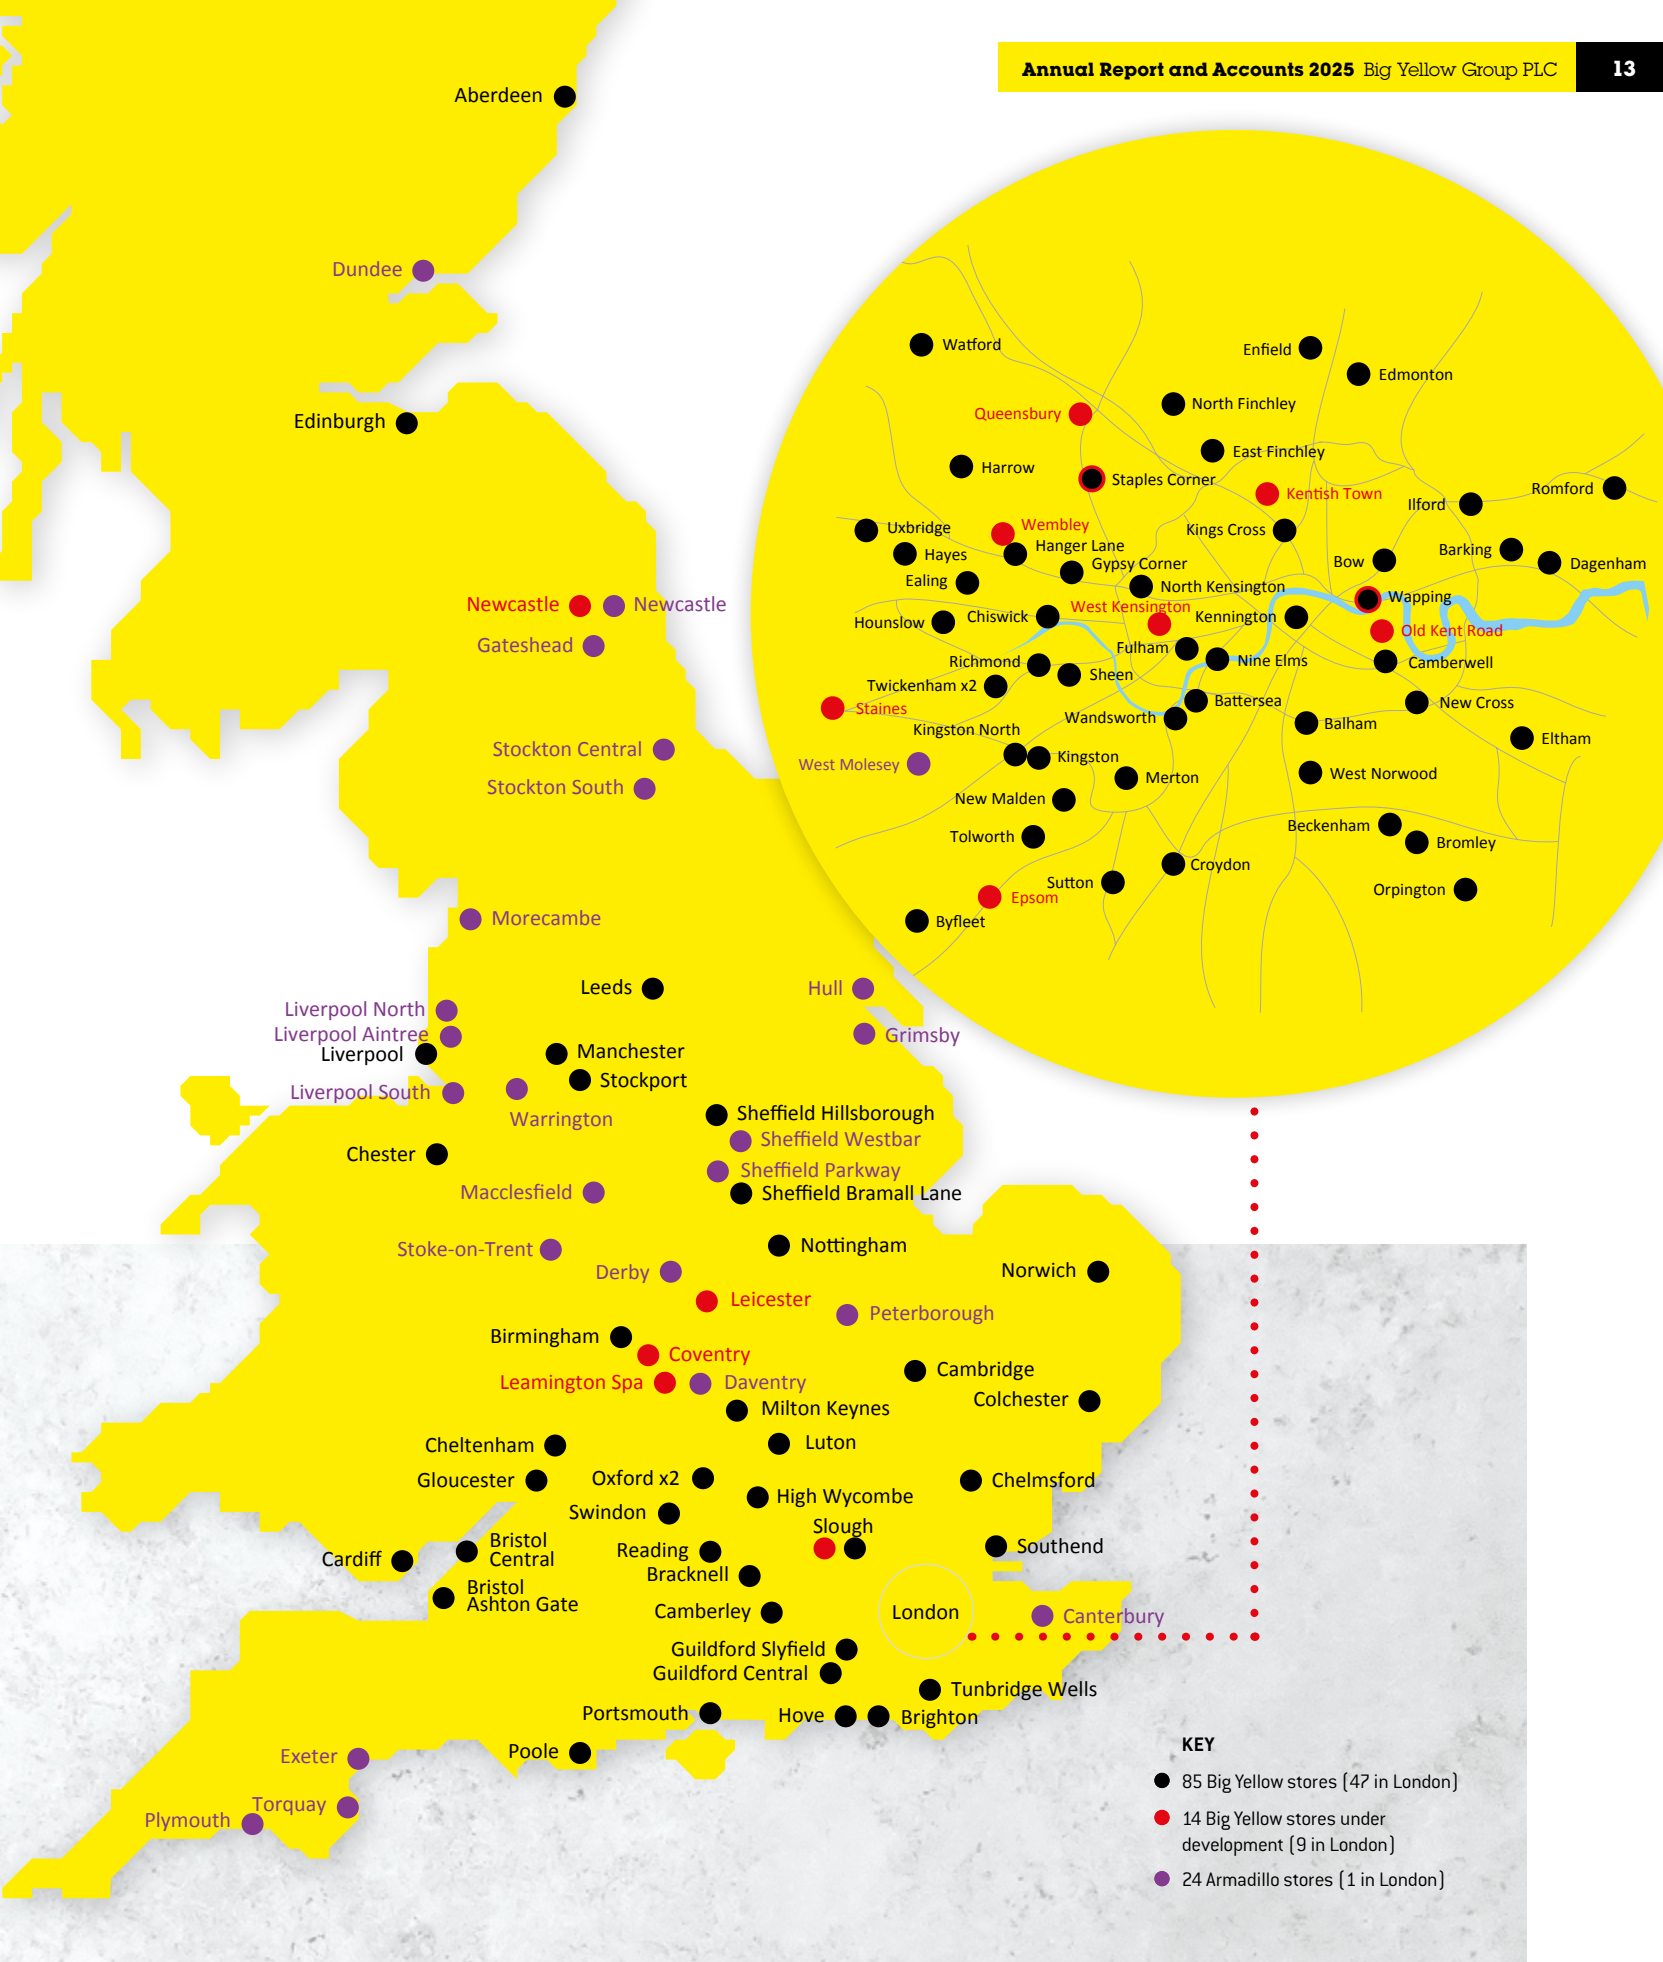 Annual Report and Accounts 2025 Big Yellow Group PLC 13
Aberdeen
Dundee
Edinburgh
Newcastle
Newcastle
Gateshead
Stockton Central
Stockton South
Morecambe
Leeds
Hull
Liverpool North
Liverpool Aintree
Liverpool
Grimsby
Manchester
Stockport
Liverpool South
Warrington
Sheffield Hillsborough
Sheffield Westbar
Chester
Sheffield Parkway
Macclesfield
Sheffield Bramall Lane
Stoke-on-Trent
Nottingham
Derby
Norwich
Leicester
Peterborough
Birmingham
Coventry
Cambridge
Leamington Spa
Daventry
Colchester
Milton Keynes
Cheltenham
Luton
Gloucester
Oxford x2
Chelmsford
High Wycombe
Swindon
Slough
Bristol
Central
Reading
Southend
Cardiff
Bracknell
Bristol
Ashton Gate
Camberley
London
Canterbury
Guildford Slyfield
Guildford Central
Tunbridge Wells
Portsmouth
Hove
Brighton
Poole
Exeter
Torquay
Plymouth
Watford
Enfield
Edmonton
North Finchley
Queensbury
East Finchley
Harrow
Staples Corner
Kentish Town
Romford
Ilford
Uxbridge
Wembley
Kings Cross
Hanger Lane
Hayes
Barking
Bow
Gypsy Corner
Dagenham
Ealing
North Kensington
Wapping
West Kensington
Chiswick
Kennington
Hounslow
Old Kent Road
Fulham
Richmond
Nine Elms
Camberwell
Sheen
Twickenham x2
Battersea
New Cross
Staines
Wandsworth
Balham
Kingston North
Eltham
Kingston
West Molesey
West Norwood
Merton
New Malden
Beckenham
Tolworth
Bromley
Croydon
Sutton
Orpington
Epsom
Byfleet
KEY
85 Big Yellow stores (47 in London)
14 Big Yellow stores under
development (9 in London)
24 Armadillo stores (1 in London)